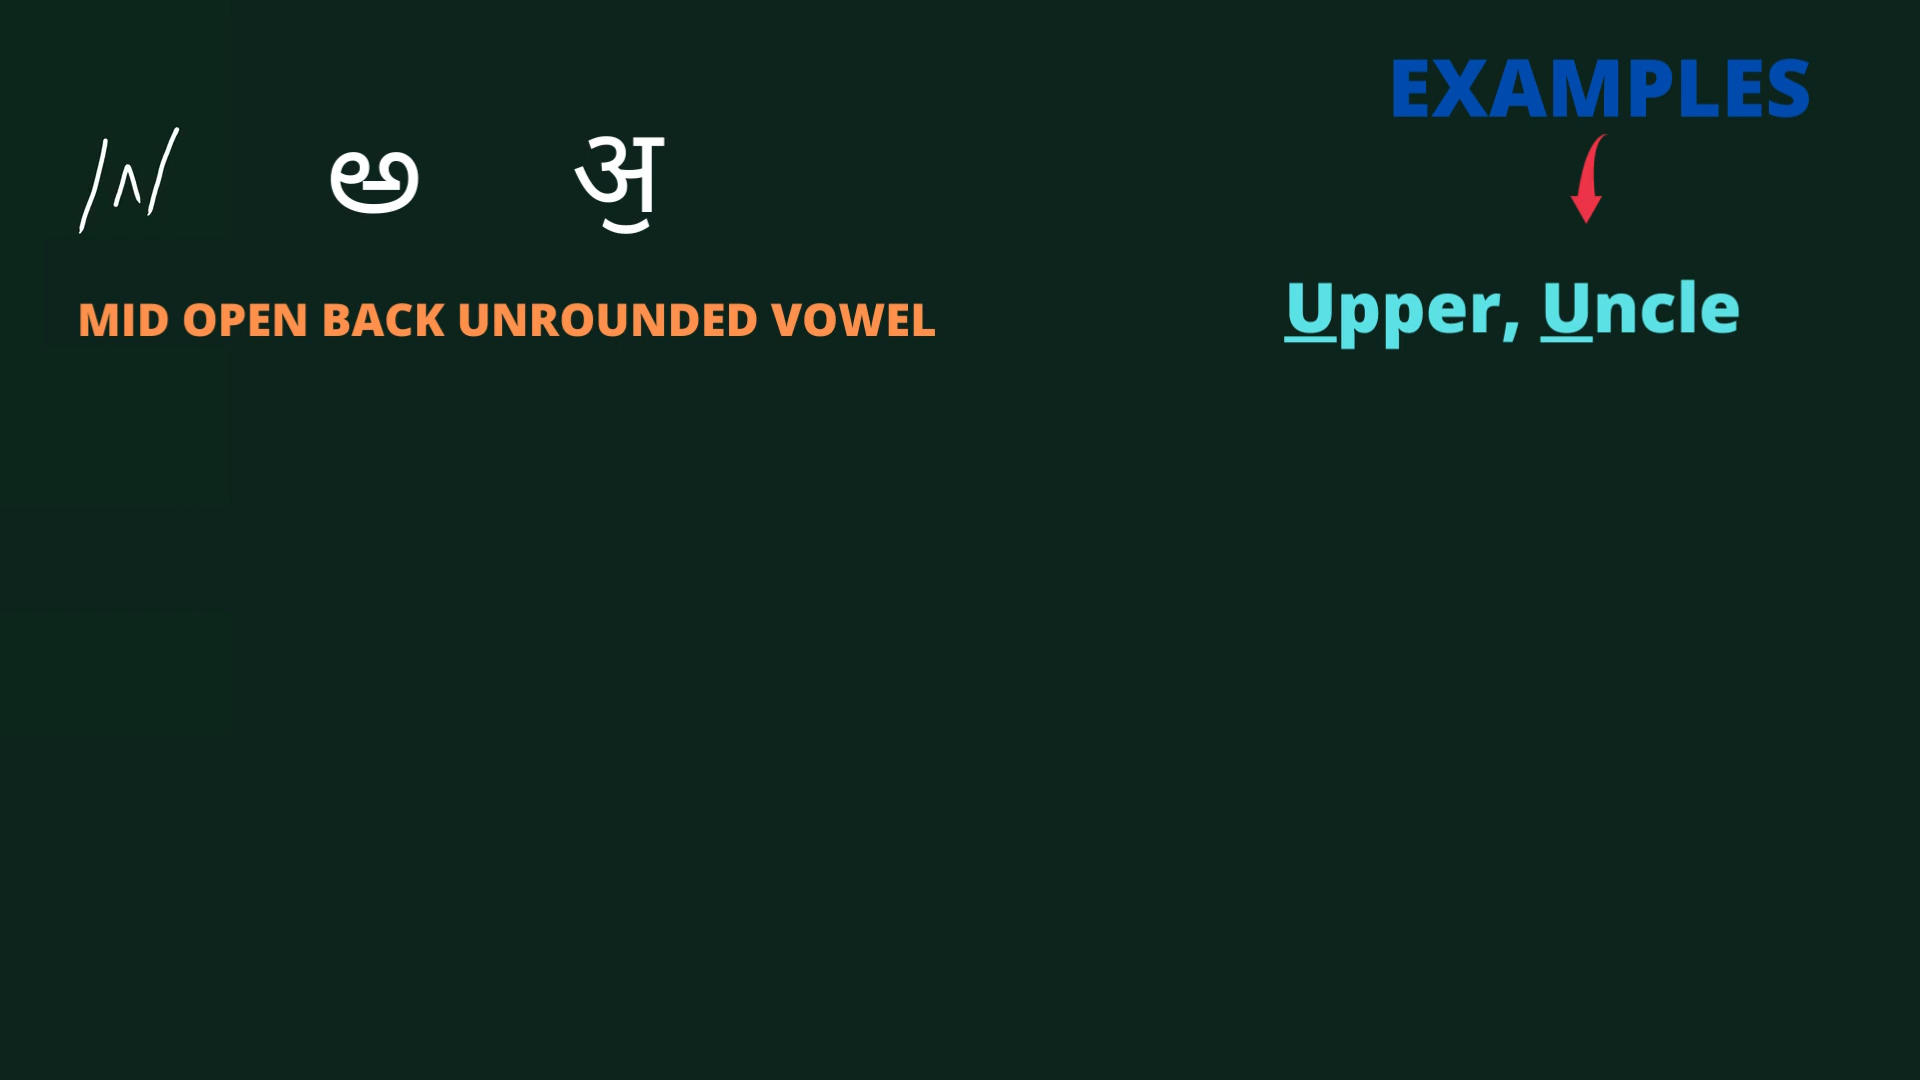 /ʌ/ ಅ अ̮
MID OPEN BACK UNROUNDED VOWEL
EXAMPLES
Upper, Uncle